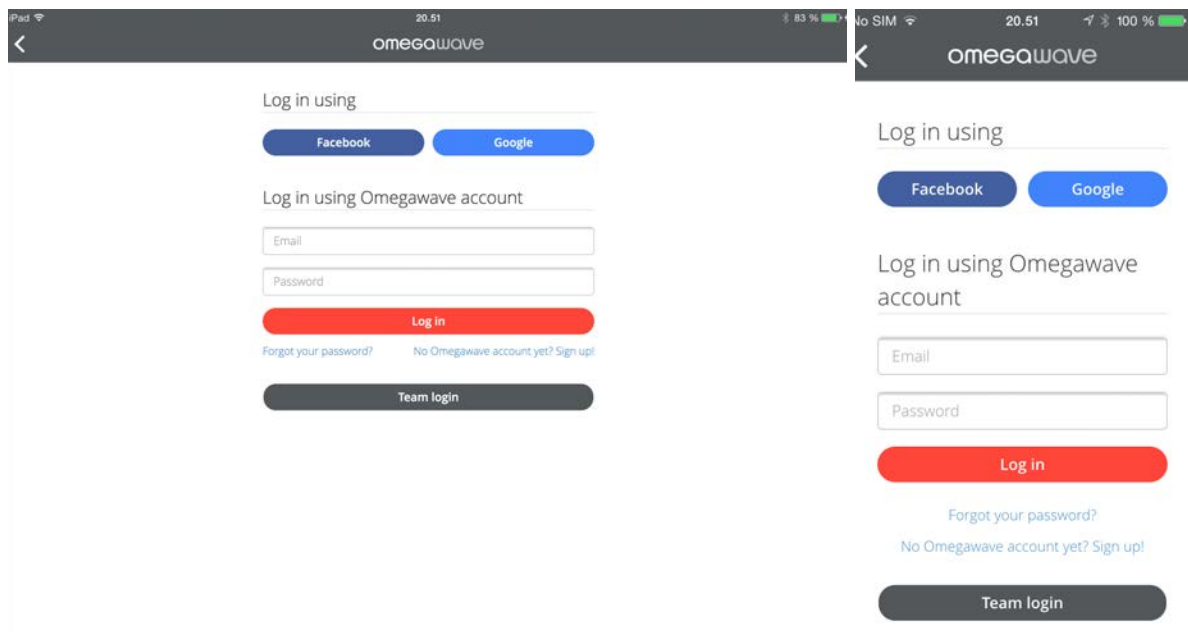 iPad 20.51 83 %
omegawave
Log in using
Facebook Google
Log in using Omegawave account
Email
Password
Log in
Forgot your password? No Omegawave account yet? Sign up!
Team login
No SIM 20.51 100 %
omegawave
Log in using
Facebook Google
Log in using Omegawave
account
Email
Password
Log in
Forgot your password?
No Omegawave account yet? Sign up!
Team login